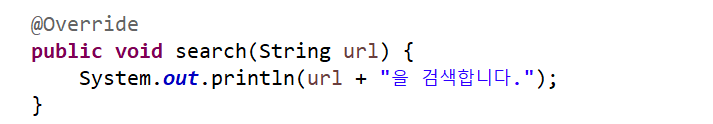 @Override
public void search(String url) {
    System.out.println(url + "을 검색합니다.");
}